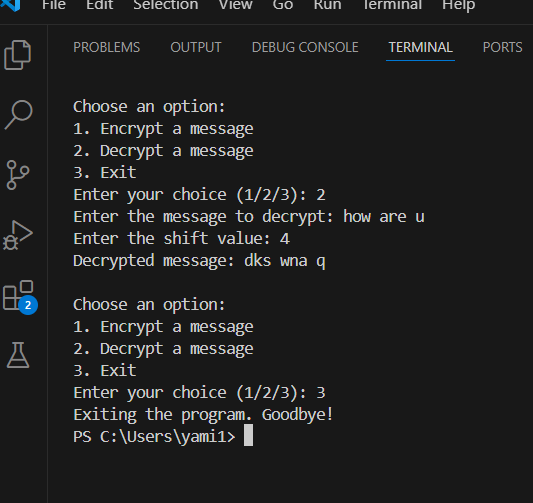 File Edit Selection View Go Run Terminal Help
PROBLEMS OUTPUT DEBUG CONSOLE TERMINAL PORTS
Choose an option:
1. Encrypt a message
2. Decrypt a message
3. Exit
Enter your choice (1/2/3): 2
Enter the message to decrypt: how are u
Enter the shift value: 4
Decrypted message: dks wna q
Choose an option:
1. Encrypt a message
2. Decrypt a message
3. Exit
Enter your choice (1/2/3): 3
Exiting the program. Goodbye!
PS C:\Users\yami1>
2